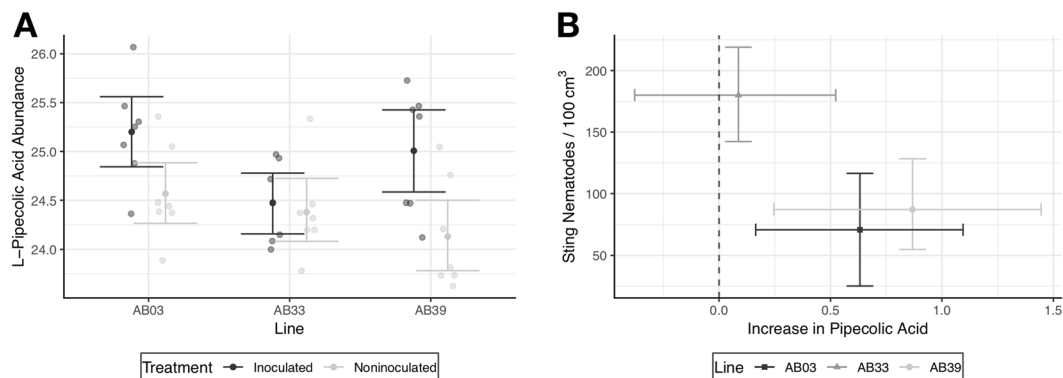 A
L-Pipecolic Acid Abundance
26.0
25.5
25.0
24.5
24.0
AB03
AB33
AB39
Line
Treatment Inoculated Noninoculated
B
Sting Nematodes / 100 cm³
200
150
100
50
0.0
0.5
1.0
1.5
Increase in Pipecolic Acid
Line AB03 AB33 AB39